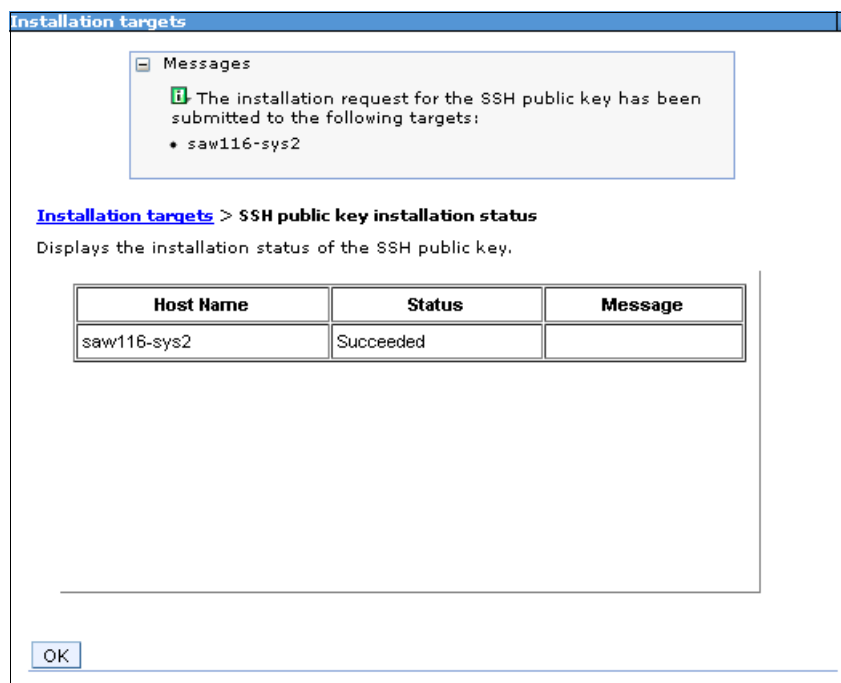 Installation targets
Messages
The installation request for the SSH public key has been
submitted to the following targets:
• saw116-sys2
Installation targets > SSH public key installation status
Displays the installation status of the SSH public key.
Host Name Status Message
saw116-sys2 Succeeded
OK